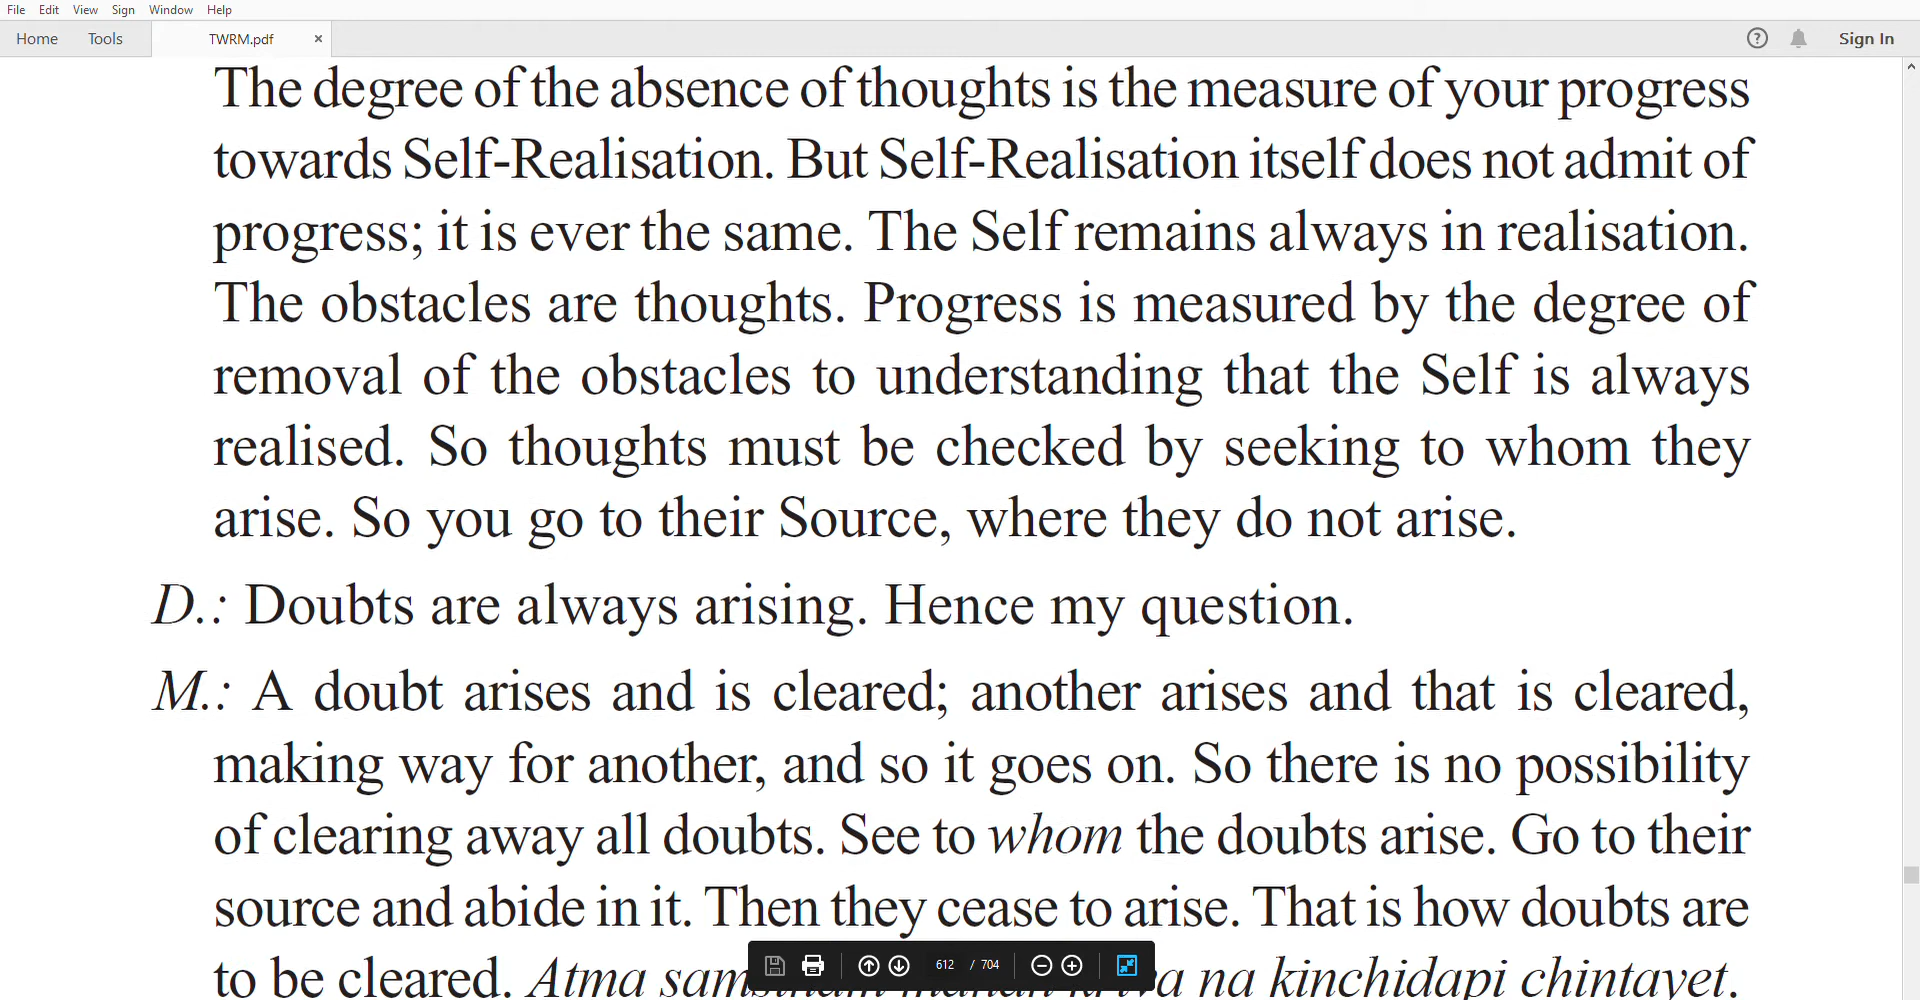 File Edit View Sign Window Help
Home Tools TWRM.pdf × ? Sign In
The degree of the absence of thoughts is the measure of your progress
towards Self-Realisation. But Self-Realisation itself does not admit of
progress; it is ever the same. The Self remains always in realisation.
The obstacles are thoughts. Progress is measured by the degree of
removal of the obstacles to understanding that the Self is always
realised. So thoughts must be checked by seeking to whom they
arise. So you go to their Source, where they do not arise.
D.: Doubts are always arising. Hence my question.
M.: A doubt arises and is cleared; another arises and that is cleared,
making way for another, and so it goes on. So there is no possibility
of clearing away all doubts. See to whom the doubts arise. Go to their
source and abide in it. Then they cease to arise. That is how doubts are
to be cleared. Atma na kinchidapi chintayet.
612 / 704